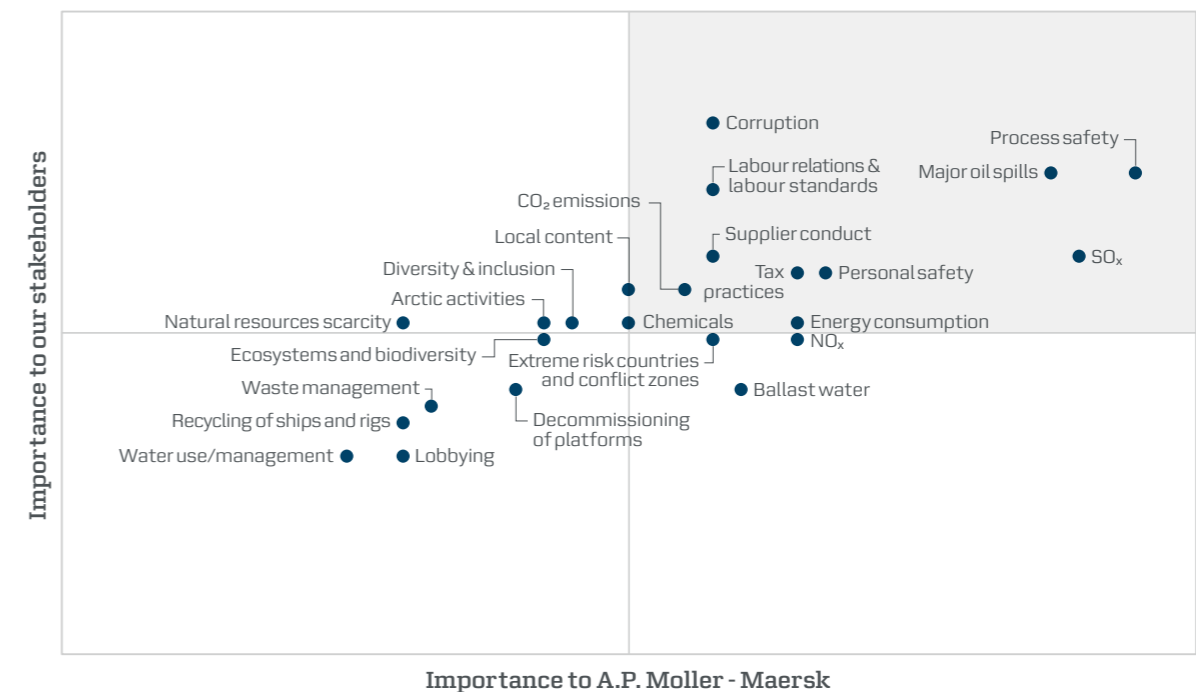 Importance to our stakeholders
Corruption
Process safety
Labour relations &
labour standards
Major oil spills
CO₂ emissions
Local content
Supplier conduct
SOₓ
Diversity & inclusion
Tax
practices
Personal safety
Arctic activities
Natural resources scarcity
Chemicals
Energy consumption
NOₓ
Ecosystems and biodiversity
Extreme risk countries
and conflict zones
Waste management
Ballast water
Recycling of ships and rigs
Decommissioning
of platforms
Water use/management
Lobbying
Importance to A.P. Moller - Maersk